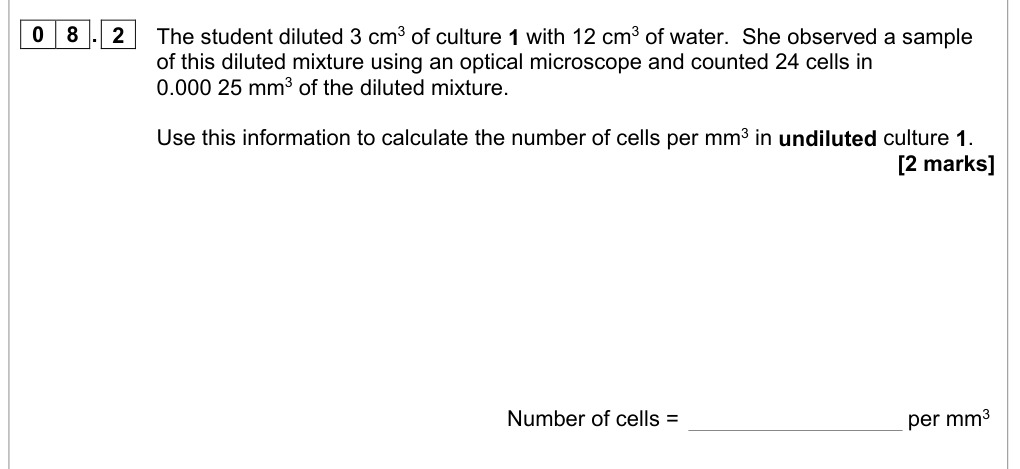 0 8 . 2 The student diluted 3 cm³ of culture 1 with 12 cm³ of water. She observed a sample
of this diluted mixture using an optical microscope and counted 24 cells in
0.000 25 mm³ of the diluted mixture.
Use this information to calculate the number of cells per mm³ in undiluted culture 1.
[2 marks]
Number of cells = ____________________ per mm³